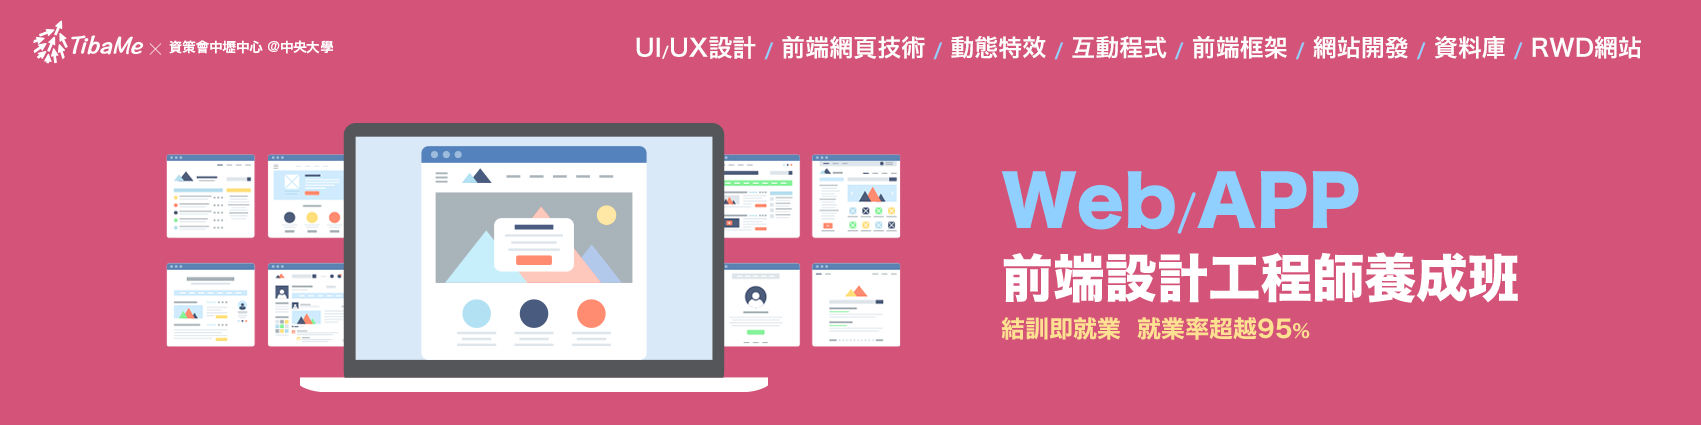 TibaMe × 資策會中壢中心 @中央大學
UI/UX設計 / 前端網頁技術 / 動態特效 / 互動程式 / 前端框架 / 網站開發 / 資料庫 / RWD網站
Web/APP
前端設計工程師養成班
結訓即就業 就業率超越95%